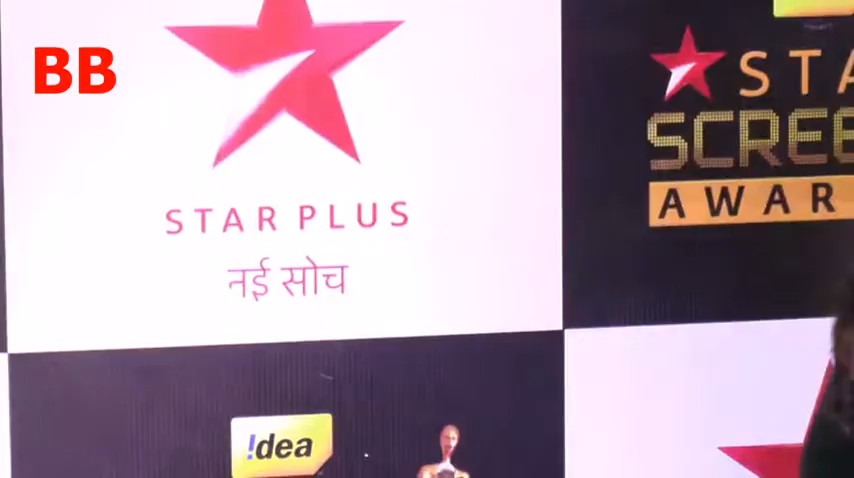 BB
STAR PLUS
नई सोच
STA
SCREE
AWAR
!dea